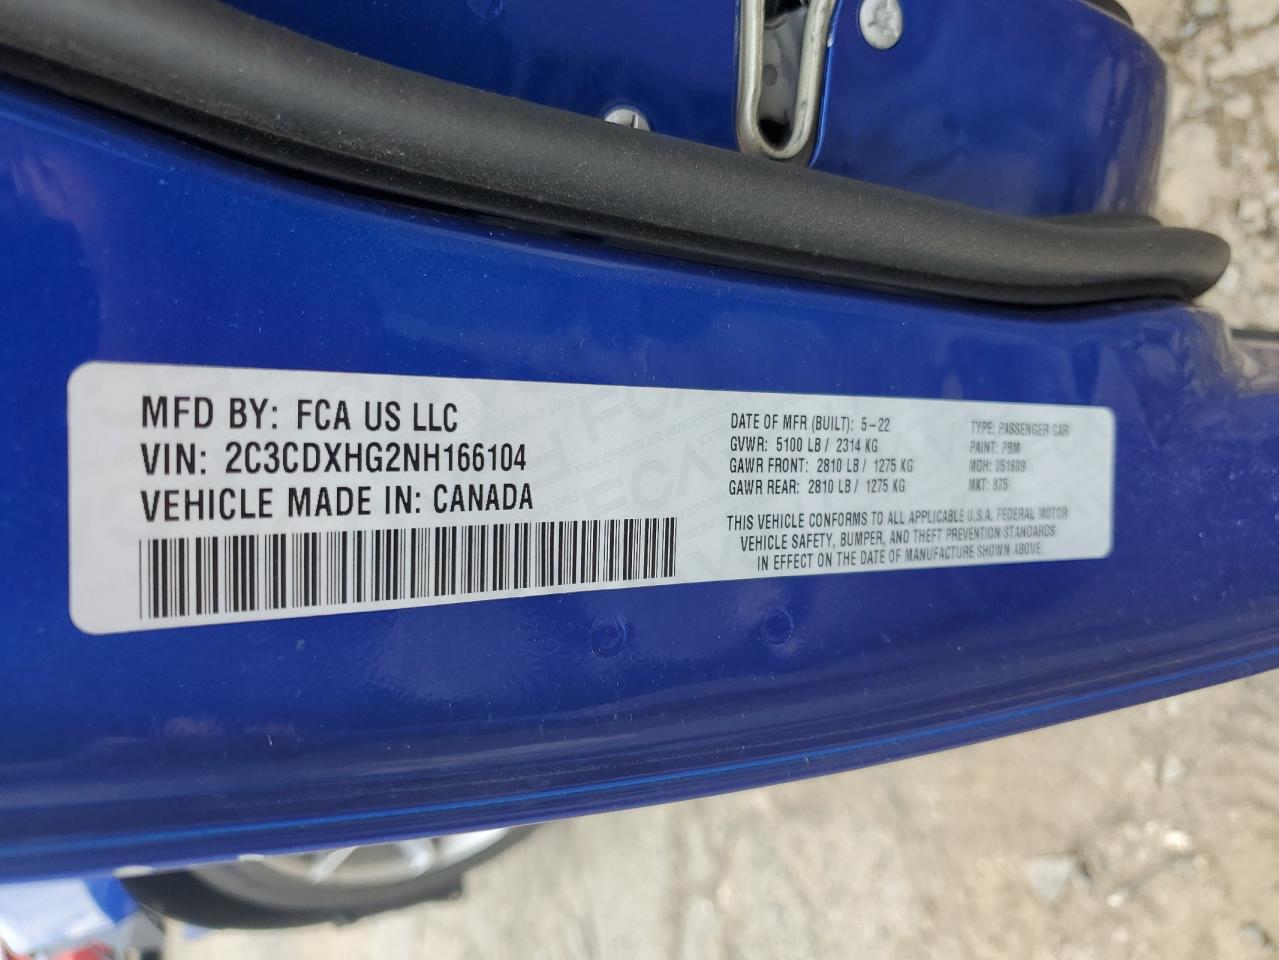 MFD BY: FCA US LLC
VIN: 2C3CDXHG2NH166104
VEHICLE MADE IN: CANADA
DATE OF MFR (BUILT): 5-22
GVWR: 5100 LB / 2314 KG
GAWR FRONT: 2810 LB / 1275 KG
GAWR REAR: 2810 LB / 1275 KG
TYPE: PASSENGER CAR
PAINT: PBM
MDH: 051609
MKT: 875
THIS VEHICLE CONFORMS TO ALL APPLICABLE U.S.A. FEDERAL MOTOR
VEHICLE SAFETY, BUMPER, AND THEFT PREVENTION STANDARDS
IN EFFECT ON THE DATE OF MANUFACTURE SHOWN ABOVE.